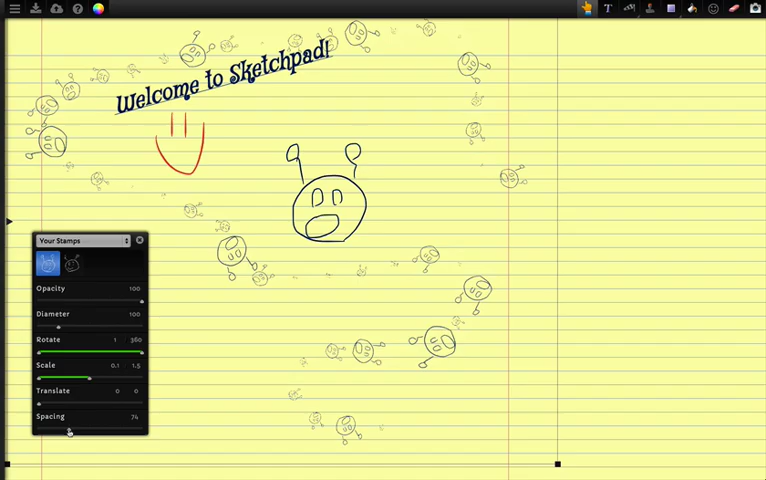 Welcome to Sketchpad!
Your Stamps
Opacity 100
Diameter 100
Rotate 1 / 360
Scale 0.1 1.5
Translate 0 0
Spacing 74